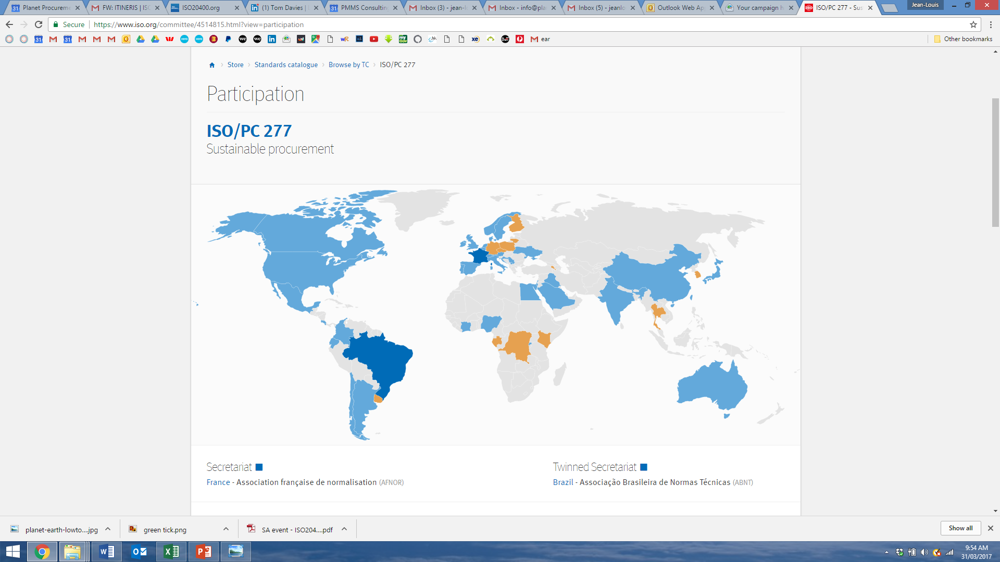 Planet Procureme
FW: ITINERIS | ISO
ISO20400.org
(1) Tom Davies |
PMMS Consulting
Inbox (3) - jean-l
Inbox - info@pla
Inbox (5) - jeanlo
Outlook Web Ap
Your campaign h
ISO/PC 277 - Sus
Jean-Louis
Secure
https://www.iso.org/committee/4514815.html?view=participation
ear
Other bookmarks
Store
Standards catalogue
Browse by TC
ISO/PC 277
Participation
ISO/PC 277
Sustainable procurement
Secretariat
France - Association française de normalisation (AFNOR)
Twinned Secretariat
Brazil - Associação Brasileira de Normas Técnicas (ABNT)
planet-earth-lowto....jpg
green tick.png
SA event - ISO204....pdf
Show all
9:54 AM
31/03/2017